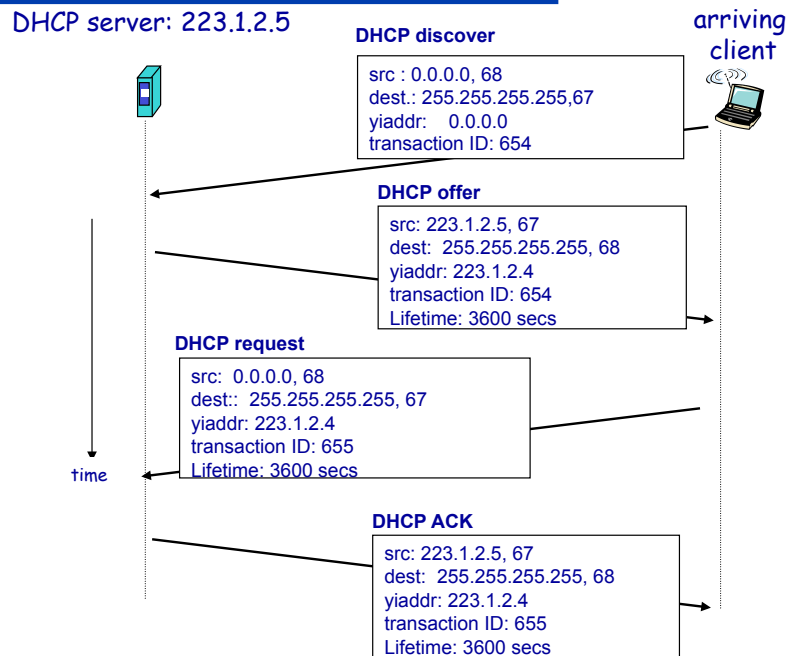 DHCP server: 223.1.2.5
arriving
client
DHCP discover
src : 0.0.0.0, 68
dest.: 255.255.255.255,67
yiaddr: 0.0.0.0
transaction ID: 654
DHCP offer
src: 223.1.2.5, 67
dest: 255.255.255.255, 68
yiaddr: 223.1.2.4
transaction ID: 654
Lifetime: 3600 secs
DHCP request
src: 0.0.0.0, 68
dest:: 255.255.255.255, 67
yiaddr: 223.1.2.4
transaction ID: 655
Lifetime: 3600 secs
time
DHCP ACK
src: 223.1.2.5, 67
dest: 255.255.255.255, 68
yiaddr: 223.1.2.4
transaction ID: 655
Lifetime: 3600 secs